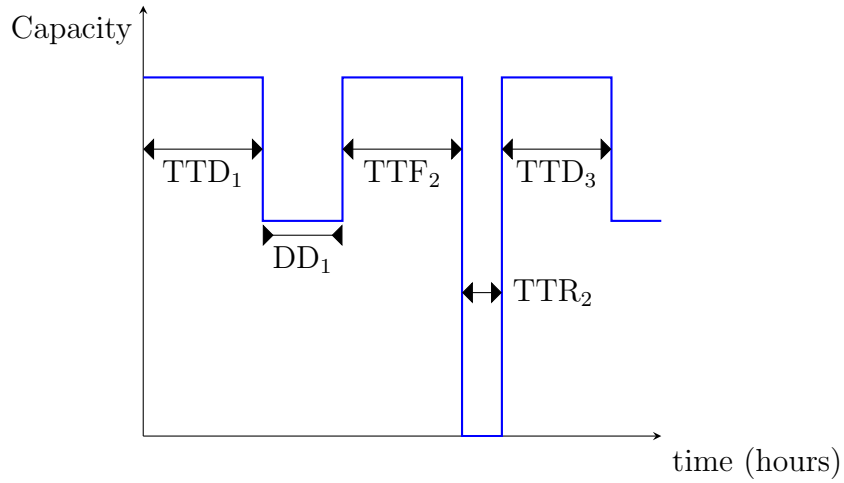 Capacity
TTD₁
TTF₂
TTD₃
DD₁
TTR₂
time (hours)